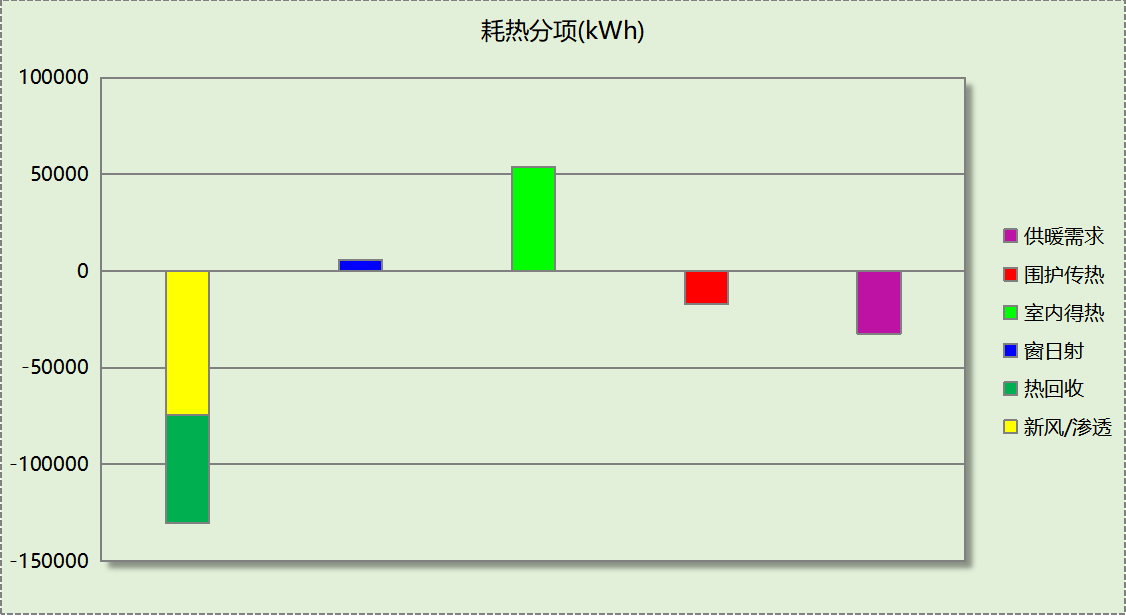 耗热分项(kWh)
100000
50000
0
-50000
-100000
-150000
供暖需求
围护传热
室内得热
窗日射
热回收
新风/渗透